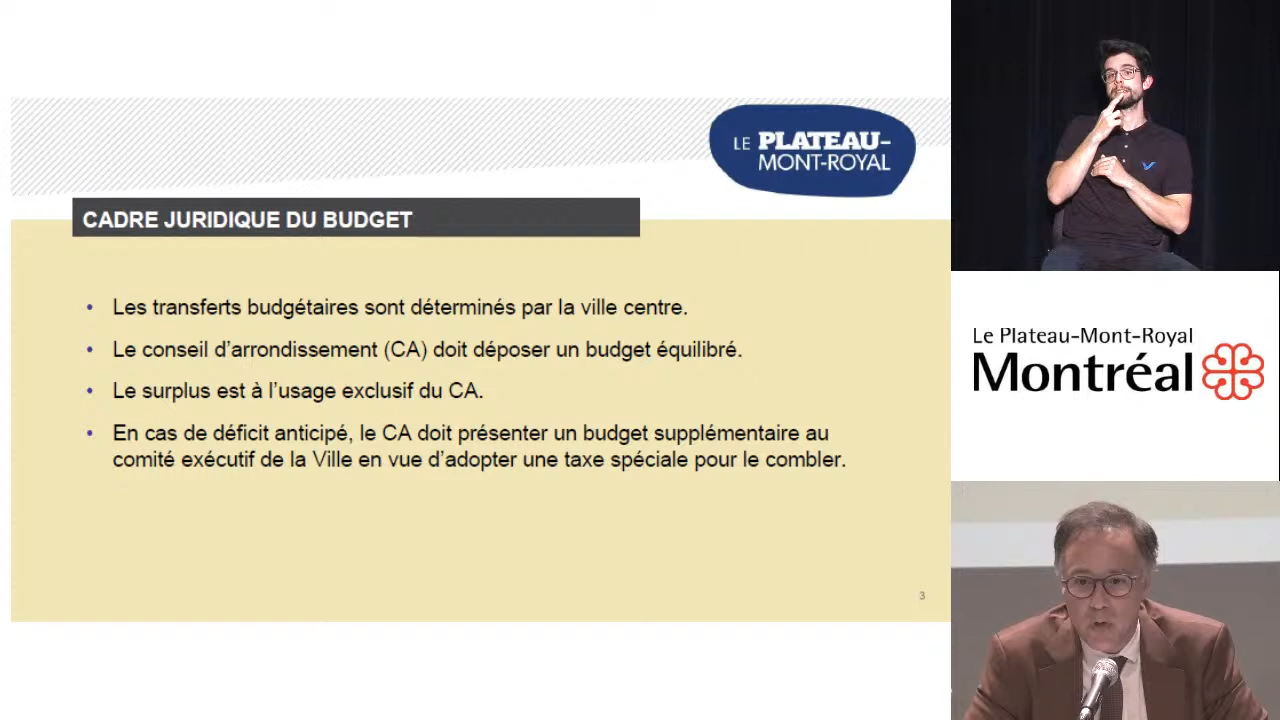 LE PLATEAU-
MONT-ROYAL
CADRE JURIDIQUE DU BUDGET
• Les transferts budgétaires sont déterminés par la ville centre.
• Le conseil d’arrondissement (CA) doit déposer un budget équilibré.
• Le surplus est à l’usage exclusif du CA.
• En cas de déficit anticipé, le CA doit présenter un budget supplémentaire au
comité exécutif de la Ville en vue d’adopter une taxe spéciale pour le combler.
3
Le Plateau-Mont-Royal
Montréal